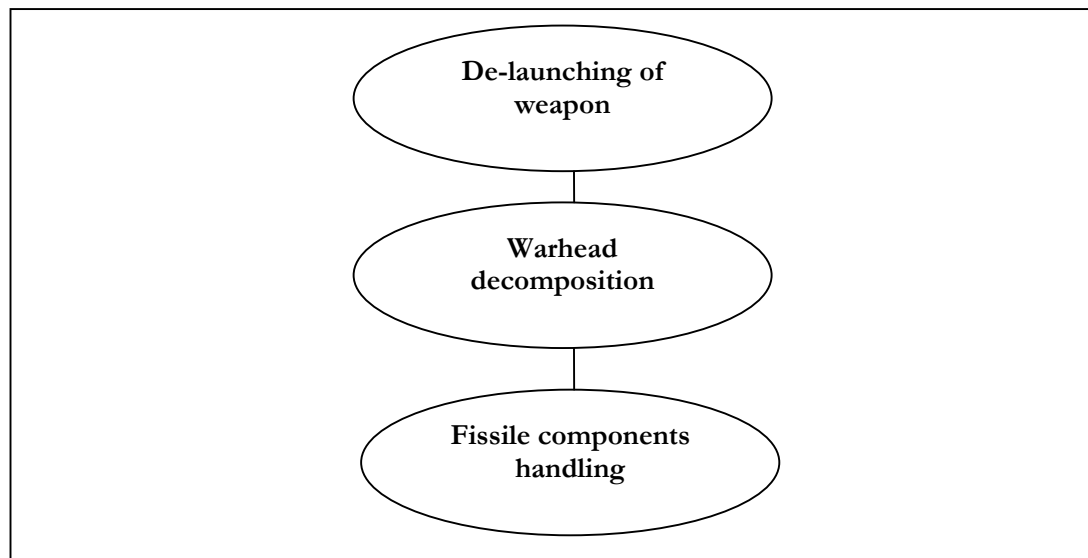 De-launching of
weapon
Warhead
decomposition
Fissile components
handling